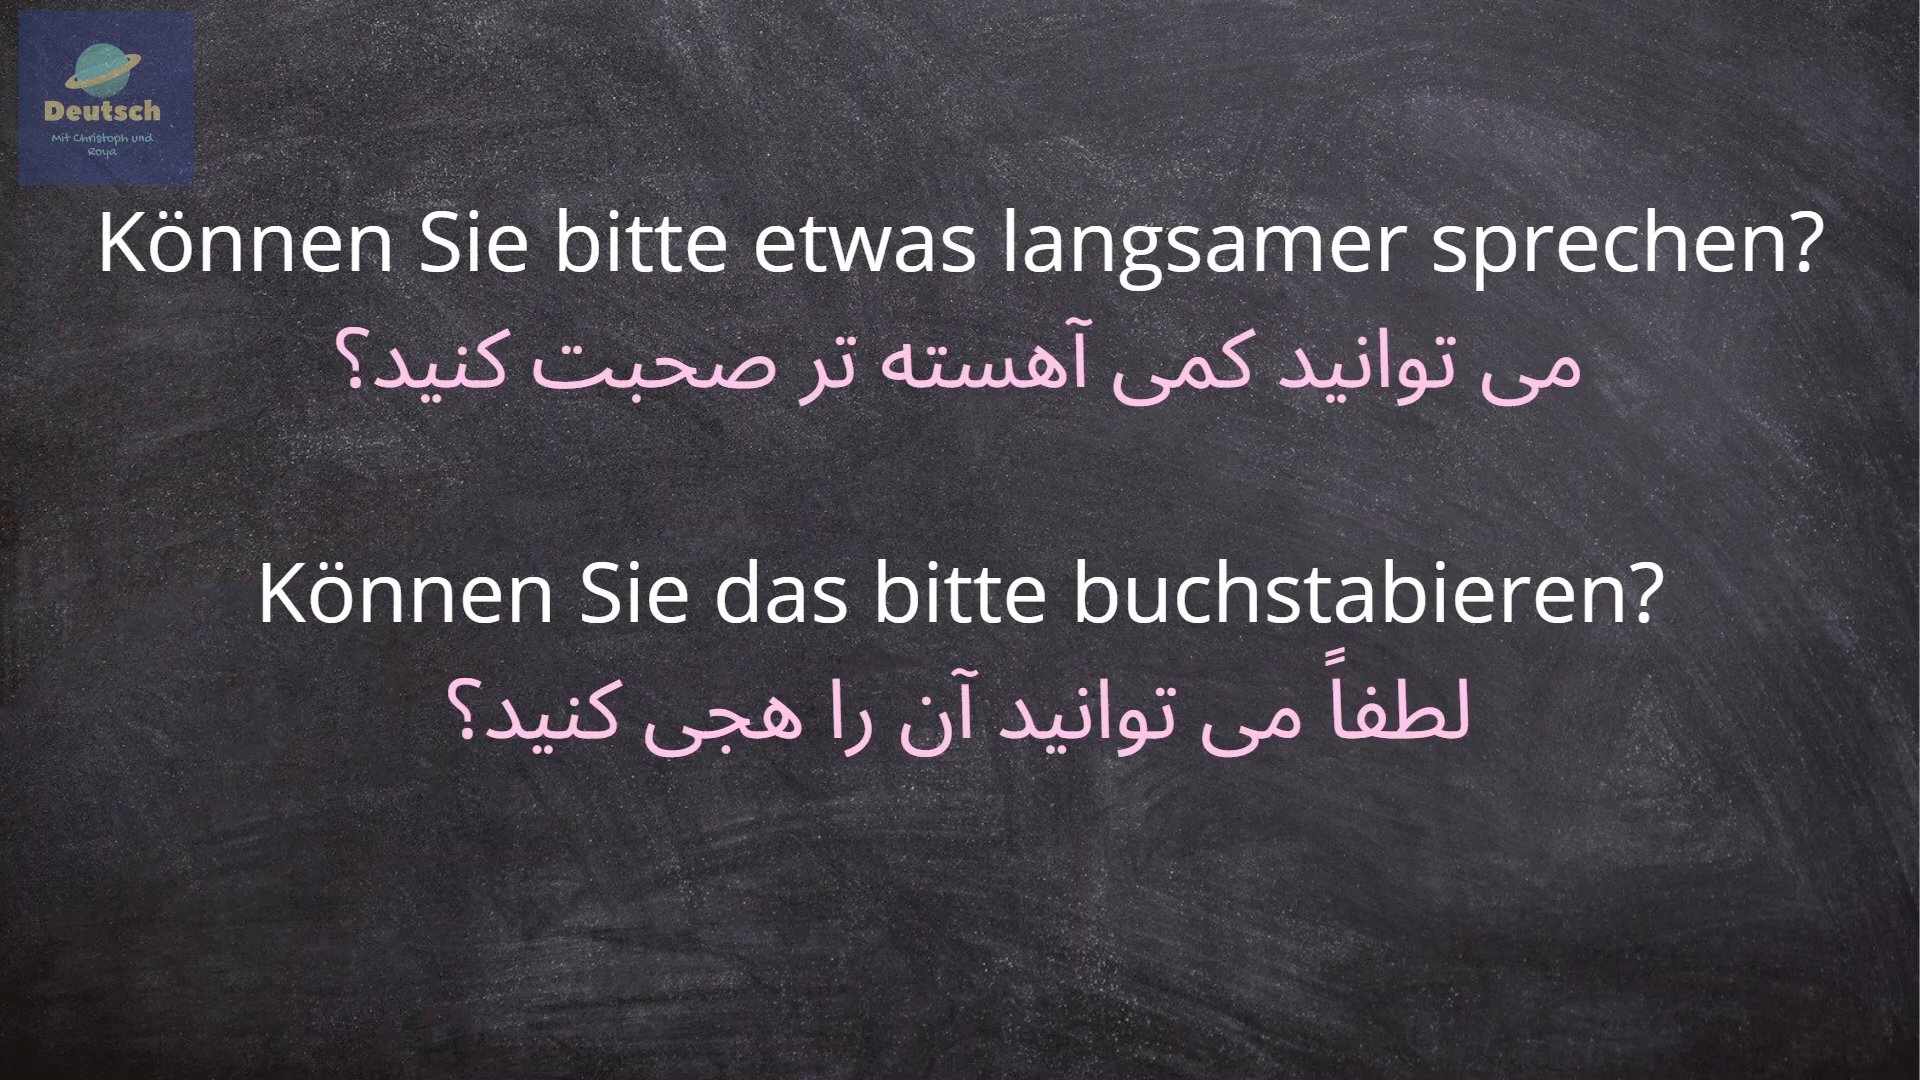 Deutsch
Mit Christoph und
Roya
Können Sie bitte etwas langsamer sprechen?
می توانید کمی آهسته تر صحبت کنید؟
Können Sie das bitte buchstabieren?
لطفاً می توانید آن را هجی کنید؟